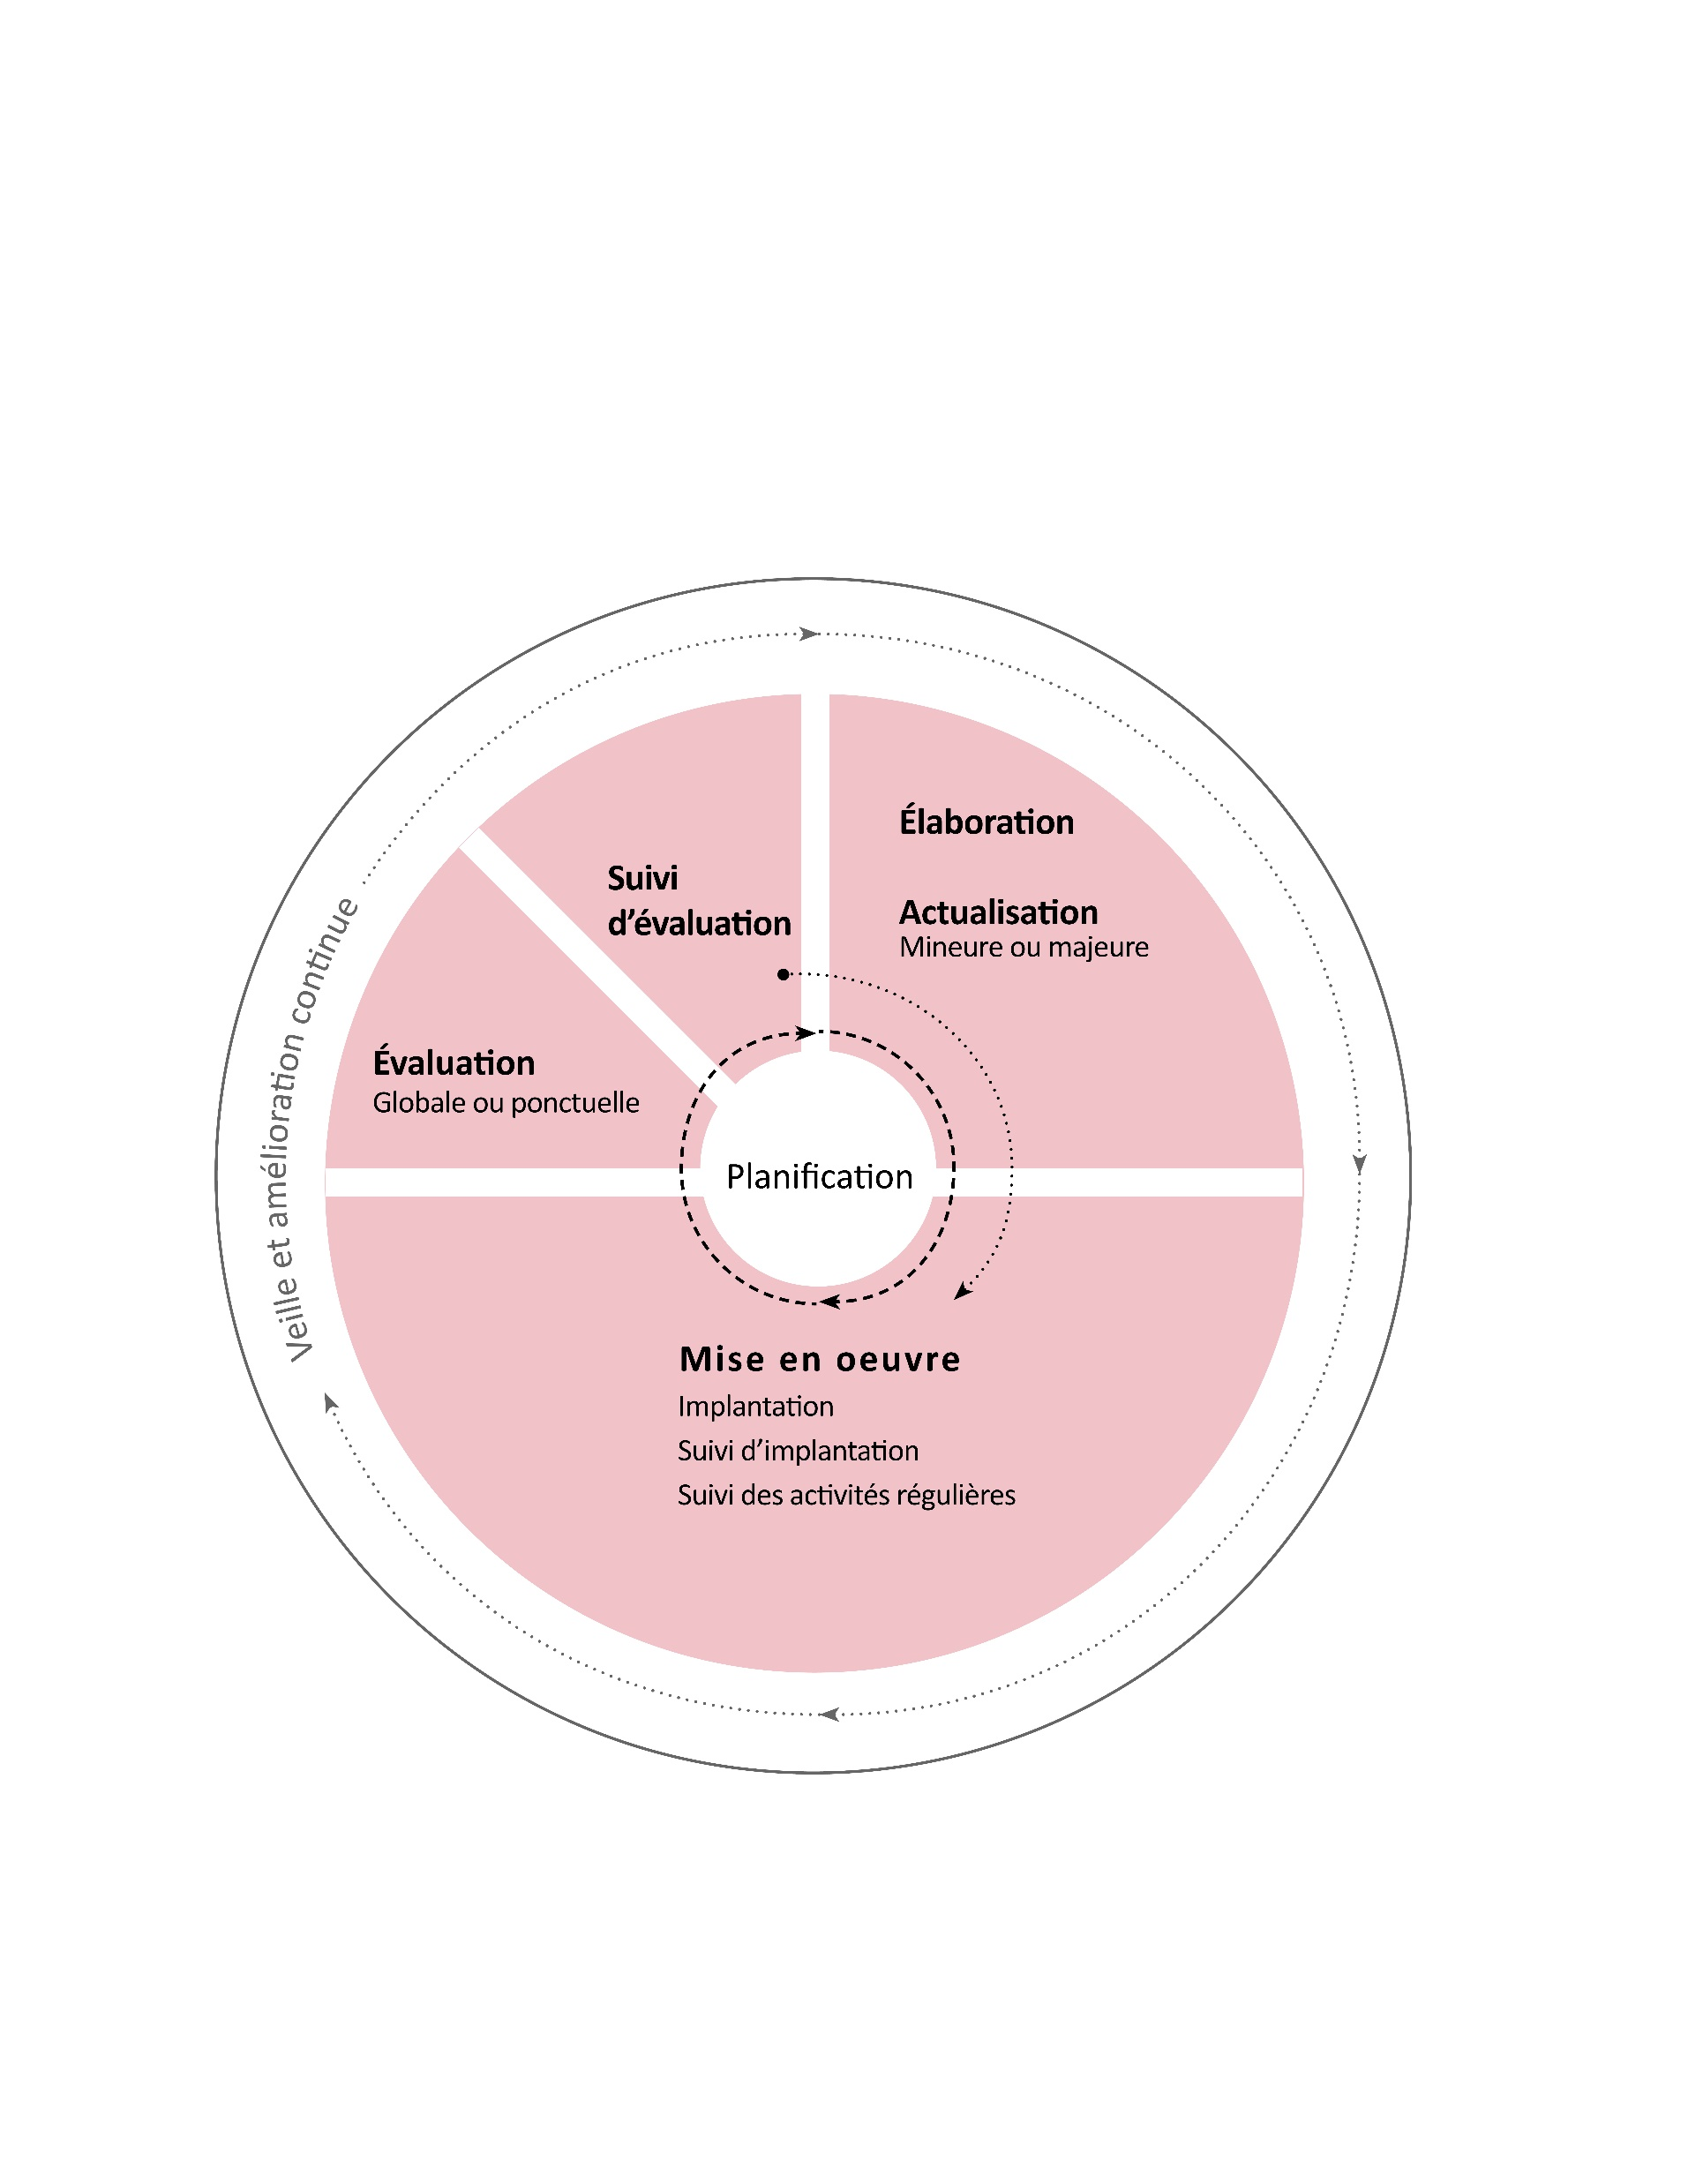 Veille et amélioration continue
Élaboration
Actualisation
Mineure ou majeure
Suivi
d’évaluation
Évaluation
Globale ou ponctuelle
Planification
Mise en oeuvre
Implantation
Suivi d’implantation
Suivi des activités régulières